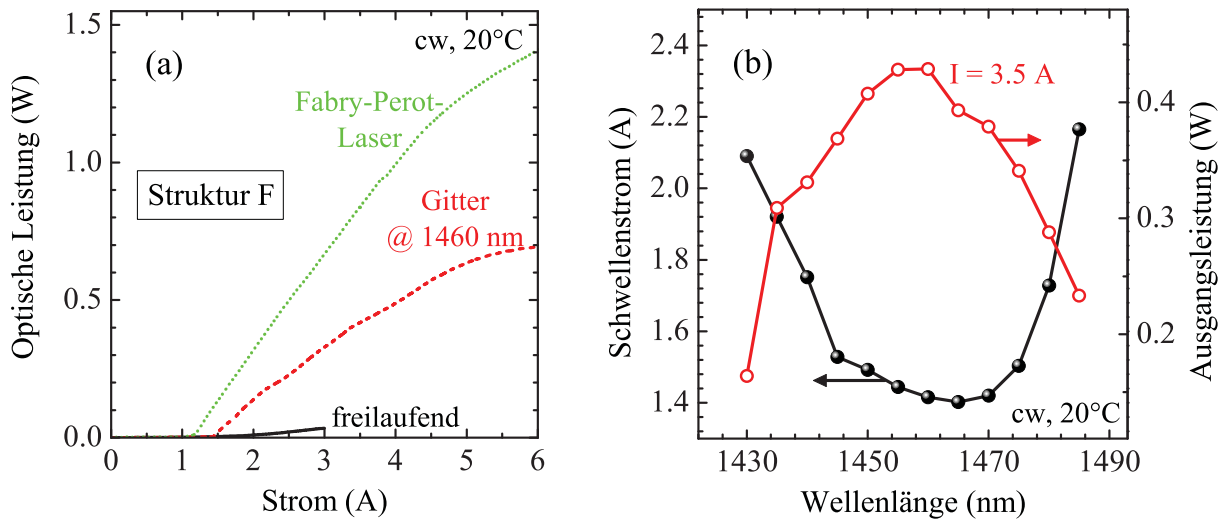 (a)
cw, 20°C
Fabry-Perot-
Laser
Struktur F
Gitter
@ 1460 nm
freilaufend
Optische Leistung (W)
1.5
1.0
0.5
0.0
0 1 2 3 4 5 6
Strom (A)
(b)
I = 3.5 A
cw, 20°C
Schwellenstrom (A)
2.4
2.2
2.0
1.8
1.6
1.4
Ausgangsleistung (W)
0.4
0.3
0.2
1430 1450 1470 1490
Wellenlänge (nm)